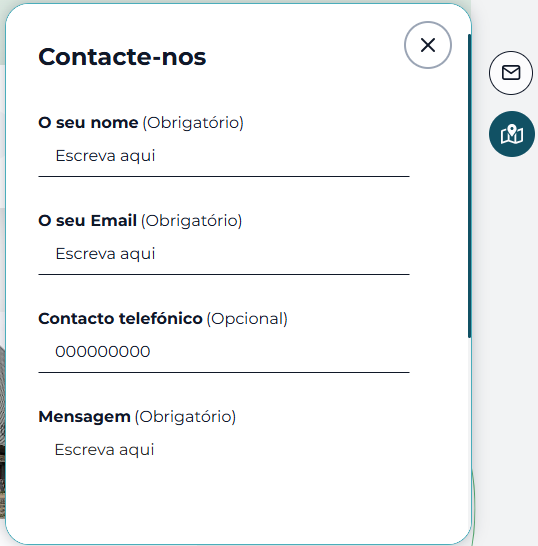 Contacte-nos
O seu nome (Obrigatório)
Escreva aqui
O seu Email (Obrigatório)
Escreva aqui
Contacto telefónico (Opcional)
000000000
Mensagem (Obrigatório)
Escreva aqui